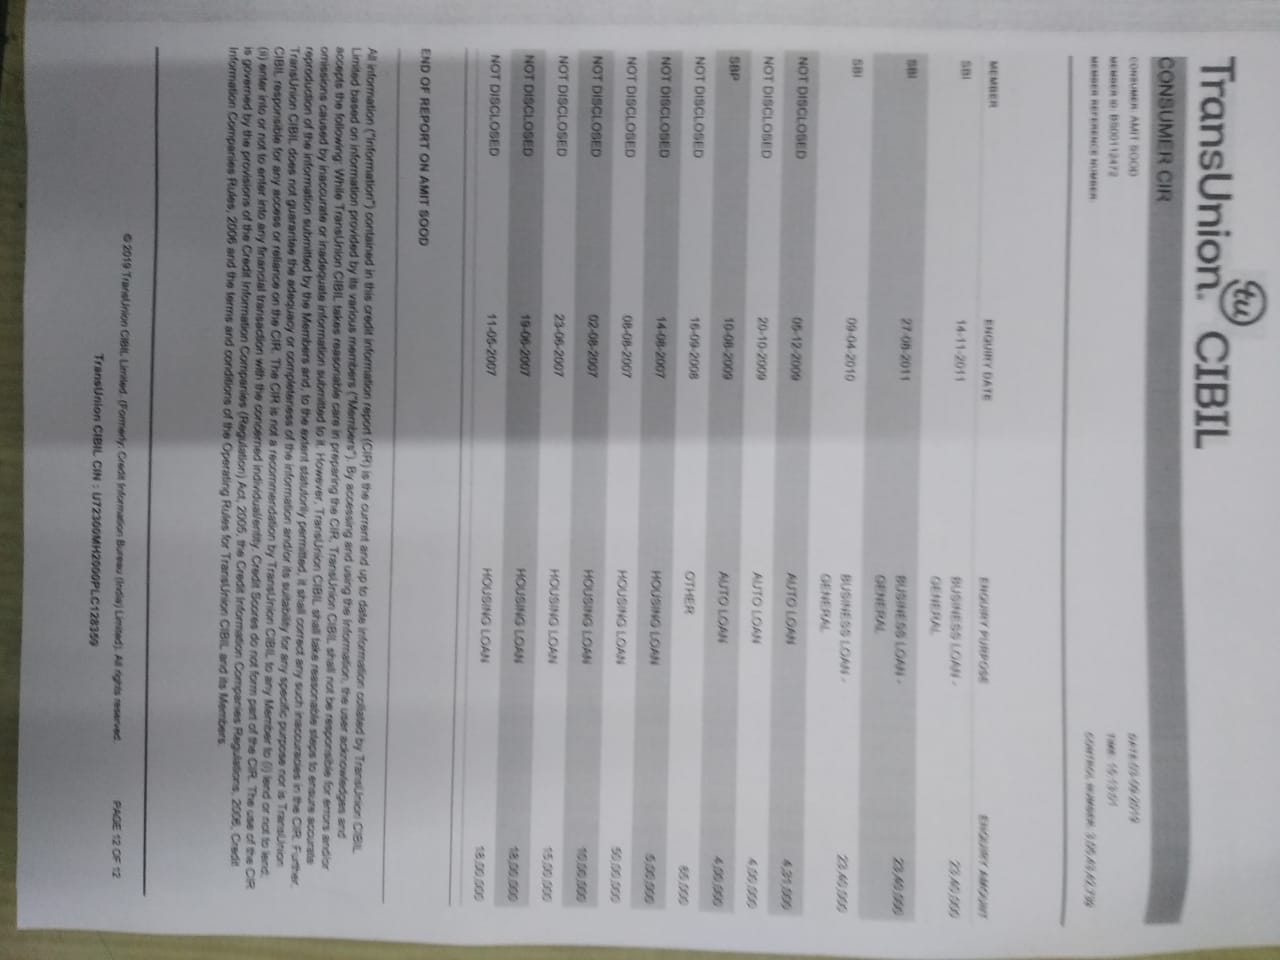 TransUnion. tu CIBIL
CONSUMER CIR
CONSUMER: AMIT SOOD
MEMBER ID: BS00112472
MEMBER REFERENCE NUMBER:
DATE:
TIME:
CONTROL NUMBER:
MEMBER ENQUIRY DATE ENQUIRY PURPOSE ENQUIRY AMOUNT
SBI 14-11-2011 BUSINESS LOAN - 23,40,000
GENERAL
SBI 27-08-2011 BUSINESS LOAN - 23,40,000
GENERAL
SBI 09-04-2010 BUSINESS LOAN - 23,40,000
GENERAL
NOT DISCLOSED 05-12-2009 AUTO LOAN 4,31,000
NOT DISCLOSED 20-10-2009 AUTO LOAN 4,00,000
SBP 10-08-2009 AUTO LOAN 4,00,000
NOT DISCLOSED 16-09-2008 OTHER 65,000
NOT DISCLOSED 14-08-2007 HOUSING LOAN 5,00,000
NOT DISCLOSED 08-08-2007 HOUSING LOAN 50,00,000
NOT DISCLOSED 02-08-2007 HOUSING LOAN 10,00,000
NOT DISCLOSED 23-06-2007 HOUSING LOAN 15,00,000
NOT DISCLOSED 19-06-2007 HOUSING LOAN 18,00,000
NOT DISCLOSED 11-05-2007 HOUSING LOAN 18,00,000
END OF REPORT ON AMIT SOOD
All information ("Information") contained in this credit information report (CIR) is the current and up to date information collated by TransUnion CIBIL
Limited based on information provided by its various members ("Members"). By accessing and using the Information, the user acknowledges and
accepts the following: While TransUnion CIBIL takes reasonable care in preparing the CIR, TransUnion CIBIL shall not be responsible for errors and/or
omissions caused by inaccurate or inadequate information submitted to it. However, TransUnion CIBIL shall take reasonable steps to ensure accurate
reproduction of the information submitted by the Members and, to the extent statutorily permitted, it shall correct any such inaccuracies in the CIR. Further,
TransUnion CIBIL does not guarantee the adequacy or completeness of the information and/or its suitability for any specific purpose nor is TransUnion
CIBIL responsible for any access or reliance on the CIR. The CIR is not a recommendation by TransUnion CIBIL to any Member to (i) lend or not to lend;
(ii) enter into or not to enter into any financial transaction with the concerned individual/entity. Credit Scores do not form part of the CIR. The use of the CIR
is governed by the provisions of the Credit Information Companies (Regulation) Act, 2005, the Credit Information Companies Regulations, 2006, Credit
Information Companies Rules, 2006 and the terms and conditions of the Operating Rules for TransUnion CIBIL and its Members.
© 2019 TransUnion CIBIL Limited. (Formerly: Credit Information Bureau (India) Limited). All rights reserved. PAGE 12 OF 12
TransUnion CIBIL CIN : U72300MH2000PLC128359